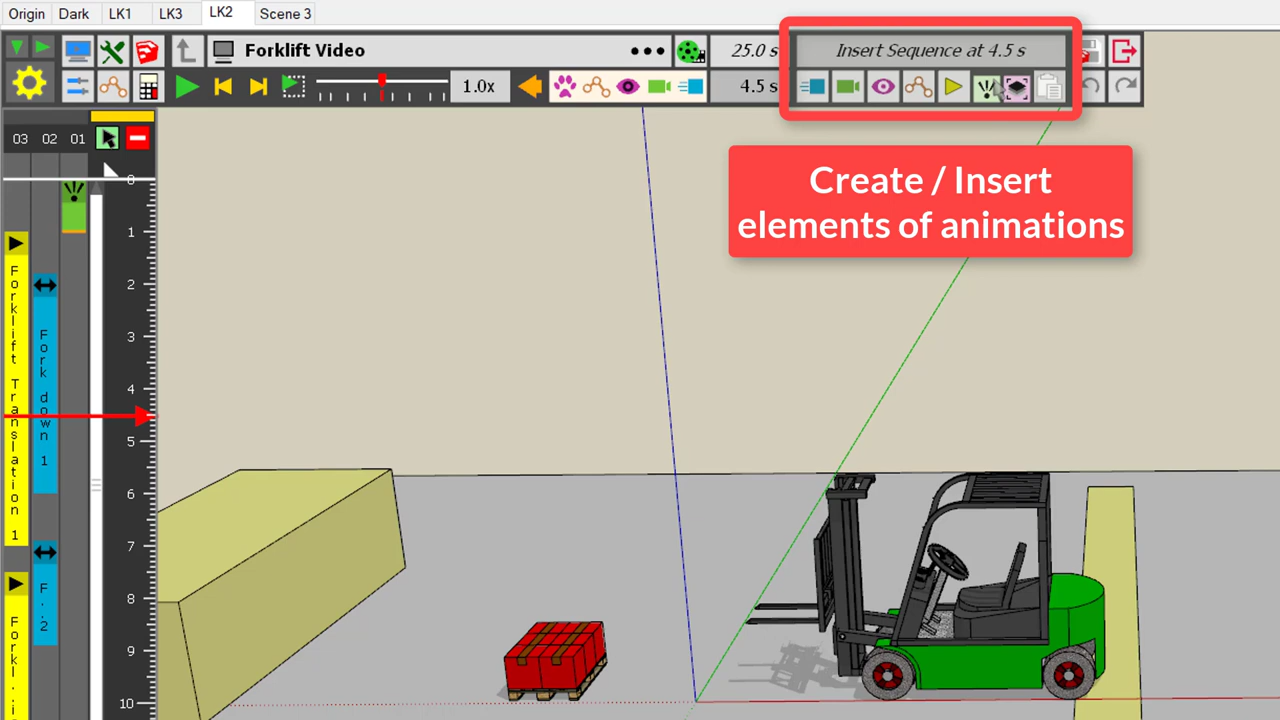 Origin
Dark
LK1
LK3
LK2
Scene 3
Forklift Video
25.0 s
Insert Sequence at 4.5 s
1.0x
4.5 s
Create / Insert
elements of animations
03
02
01
0
1
2
3
4
5
6
7
8
9
10
Forklift Translation 1
Fork down 1
F..2
Forkl..i